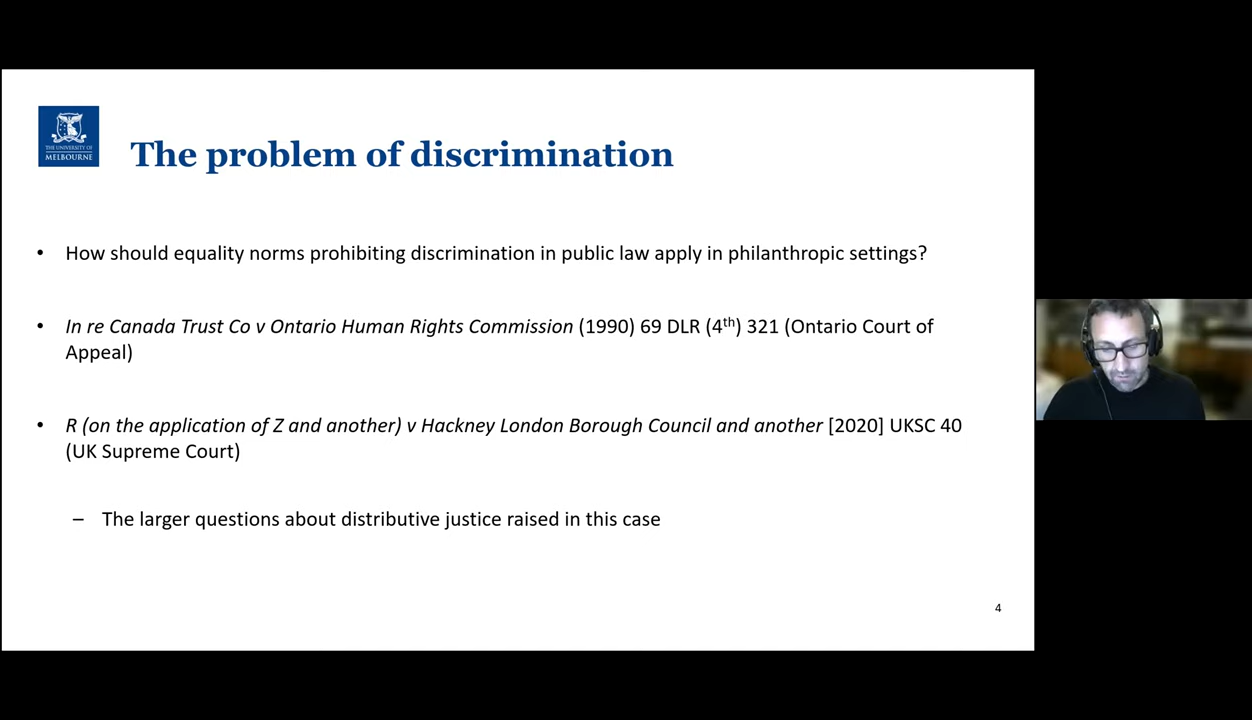 THE UNIVERSITY OF
MELBOURNE
The problem of discrimination
• How should equality norms prohibiting discrimination in public law apply in philanthropic settings?
• In re Canada Trust Co v Ontario Human Rights Commission (1990) 69 DLR (4th) 321 (Ontario Court of
Appeal)
• R (on the application of Z and another) v Hackney London Borough Council and another [2020] UKSC 40
(UK Supreme Court)
– The larger questions about distributive justice raised in this case
4